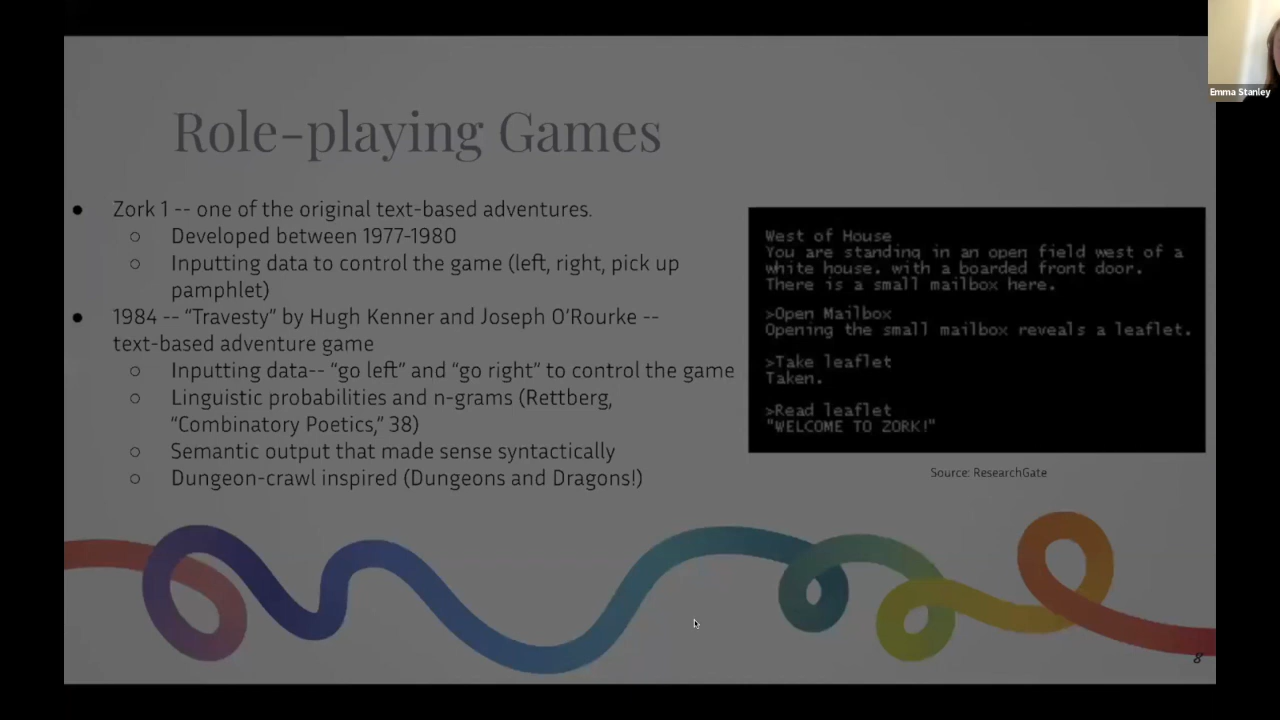 Emma Stanley
Role-playing Games
● Zork 1 -- one of the original text-based adventures.
○ Developed between 1977-1980
○ Inputting data to control the game (left, right, pick up
pamphlet)
● 1984 -- “Travesty” by Hugh Kenner and Joseph O’Rourke --
text-based adventure game
○ Inputting data-- “go left” and “go right” to control the game
○ Linguistic probabilities and n-grams (Rettberg,
“Combinatory Poetics,” 38)
○ Semantic output that made sense syntactically
○ Dungeon-crawl inspired (Dungeons and Dragons!)
West of House
You are standing in an open field west of a
white house, with a boarded front door.
There is a small mailbox here.
>Open Mailbox
Opening the small mailbox reveals a leaflet.
>Take leaflet
Taken.
>Read leaflet
"WELCOME TO ZORK!"
Source: ResearchGate
8